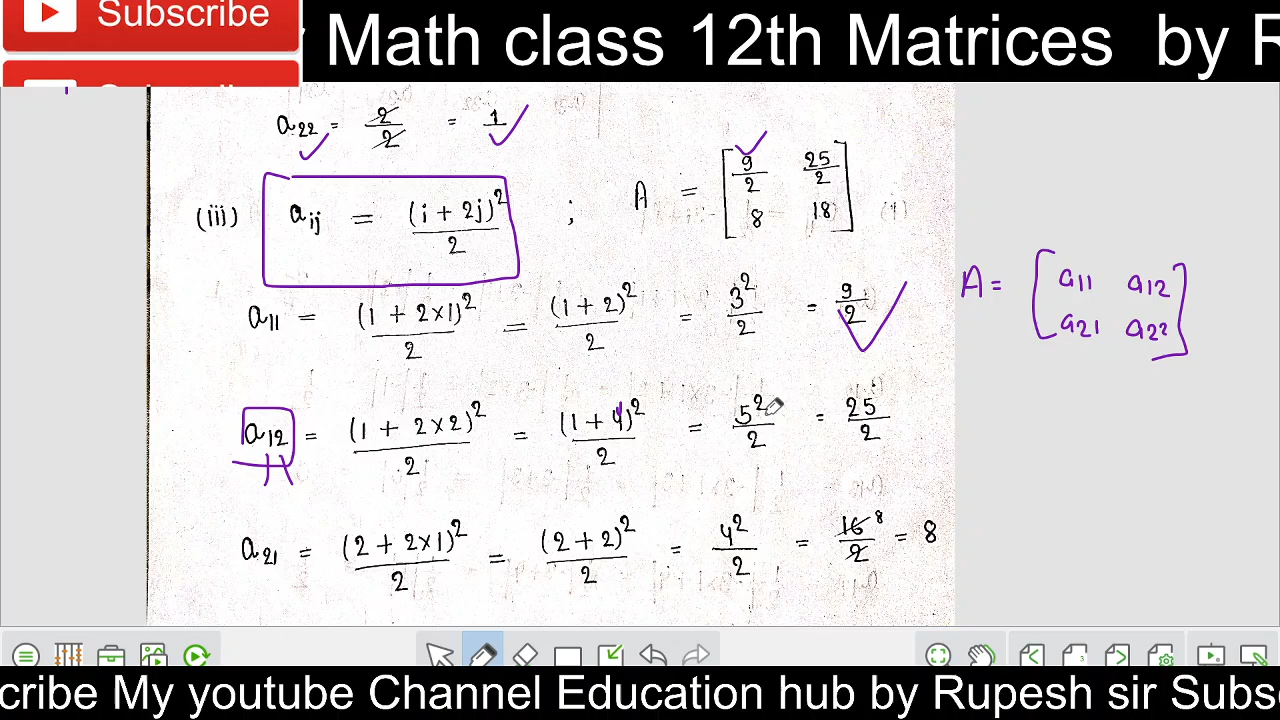 Subscribe
Math class 12th Matrices by R
a22 = 2/2 = 1
(iii) aij = (i + 2j)²/2 ; A = [9/2 25/2
8 18]
a11 = (1 + 2×1)²/2 = (1 + 2)²/2 = 3²/2 = 9/2
A = [a11 a12
a21 a22]
a12 = (1 + 2×2)²/2 = (1 + 4)²/2 = 5²/2 = 25/2
a21 = (2 + 2×1)²/2 = (2 + 2)²/2 = 4²/2 = 16/2 8 = 8
cribe My youtube Channel Education hub by Rupesh sir Subs